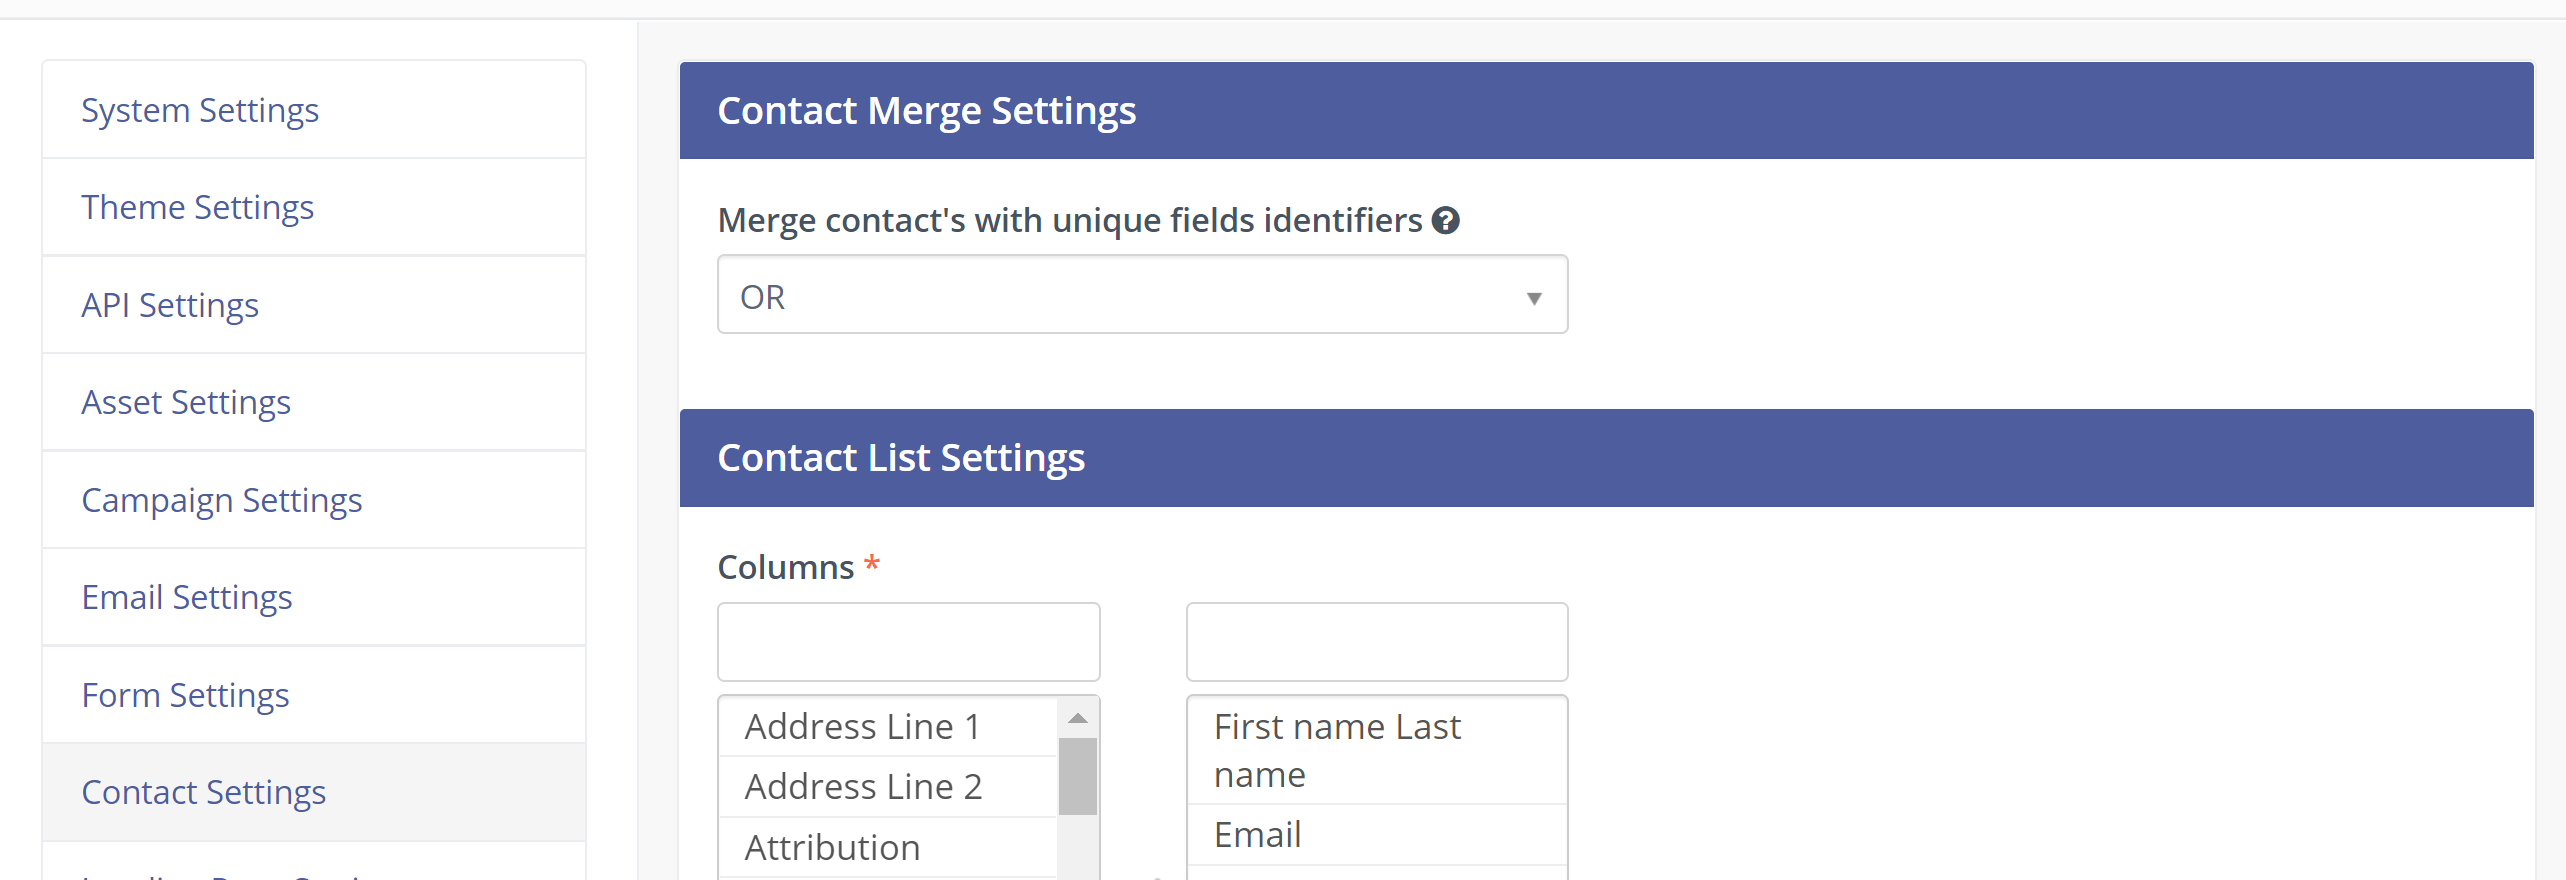 System Settings
Theme Settings
API Settings
Asset Settings
Campaign Settings
Email Settings
Form Settings
Contact Settings
Contact Merge Settings
Merge contact's with unique fields identifiers
OR
Contact List Settings
Columns *
Address Line 1
Address Line 2
Attribution
First name Last
name
Email